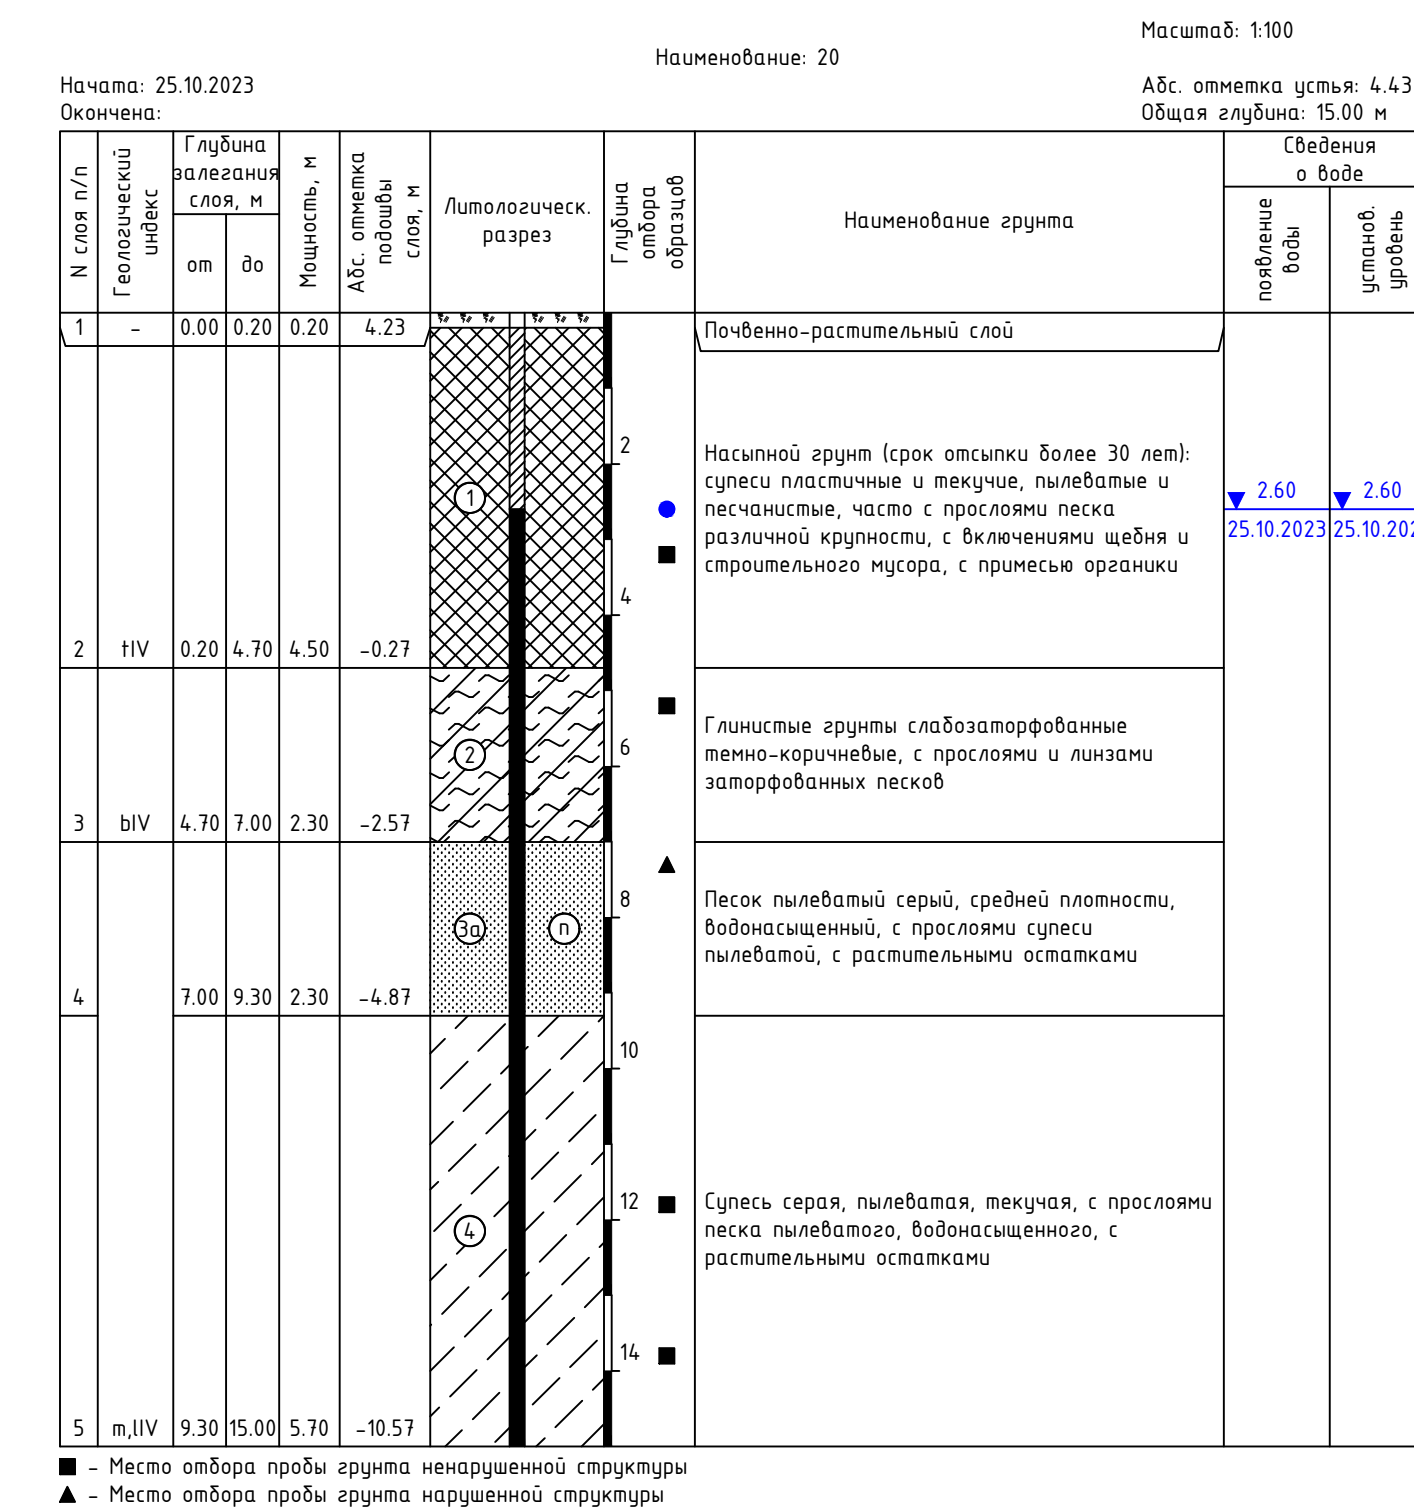 Масштаб: 1:100
Наименование: 20
Начата: 25.10.2023
Абс. отметка устья: 4.43
Окончена:
Общая глубина: 15.00 м
N слоя п/п
Геологический
индекс
Глубина
залегания
слоя, м
от
до
Мощность, м
Абс. отметка
подошвы
слоя, м
Литологическ.
разрез
Глубина
отбора
образцов
Наименование грунта
Сведения
о воде
появление
воды
установ.
уровень
1 - 0.00 0.20 0.20 4.23
Почвенно-растительный слой
2
Насыпной грунт (срок отсыпки более 30 лет):
супеси пластичные и текучие, пылеватые и
песчанистые, часто с прослоями песка
различной крупности, с включениями щебня и
строительного мусора, с примесью органики
1
2.60 2.60
25.10.2023 25.10.202
4
2 tIV 0.20 4.70 4.50 -0.27
Глинистые грунты слабозаторфованные
темно-коричневые, с прослоями и линзами
заторфованных песков
2
6
3 bIV 4.70 7.00 2.30 -2.57
8
Песок пылеватый серый, средней плотности,
водонасыщенный, с прослоями супеси
пылеватой, с растительными остатками
3а п
4 7.00 9.30 2.30 -4.87
10
12
Супесь серая, пылеватая, текучая, с прослоями
песка пылеватого, водонасыщенного, с
растительными остатками
4
14
5 m,lIV 9.30 15.00 5.70 -10.57
- Место отбора пробы грунта ненарушенной структуры
- Место отбора пробы грунта нарушенной структуры